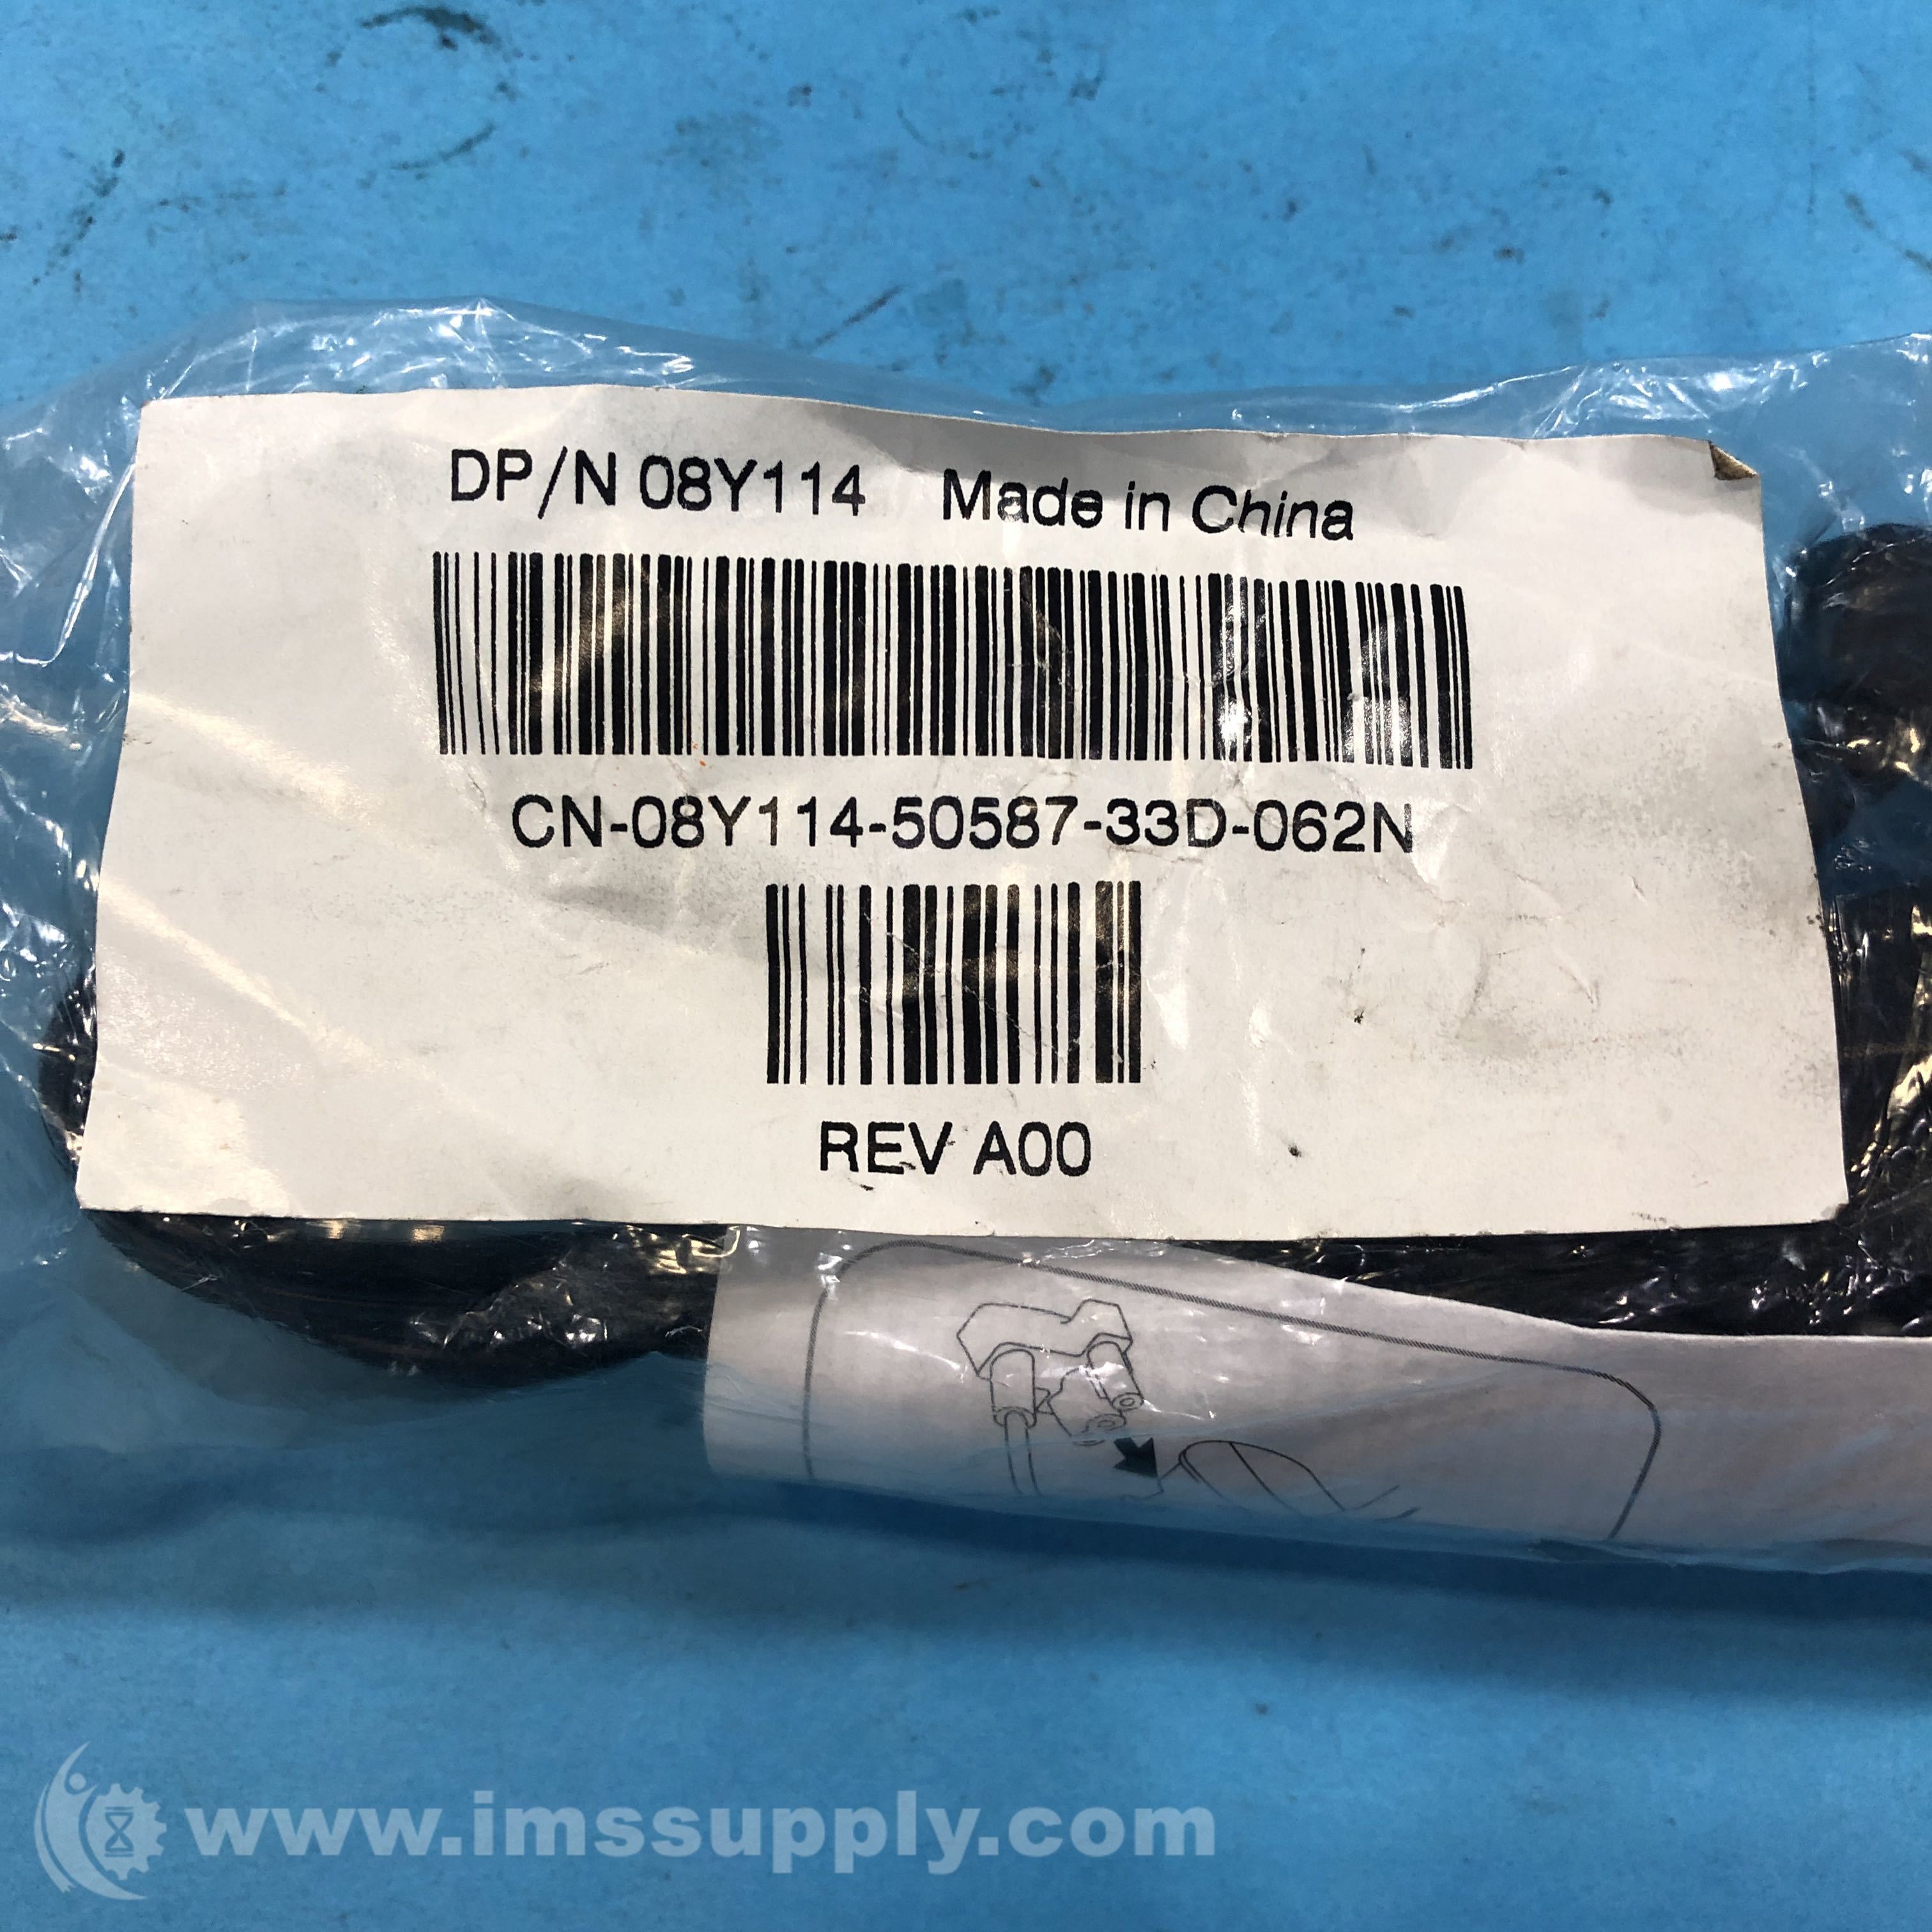 DP/N 08Y114 Made in China
CN-08Y114-50587-33D-062N
REV A00
www.imssupply.com